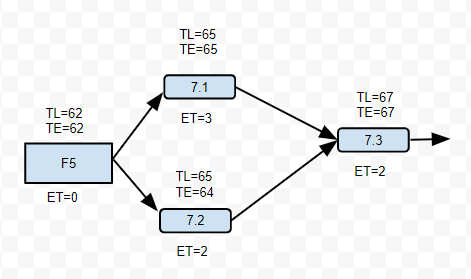 TL=65
TE=65
7.1
ET=3
TL=62
TE=62
F5
ET=0
TL=65
TE=64
7.2
ET=2
TL=67
TE=67
7.3
ET=2